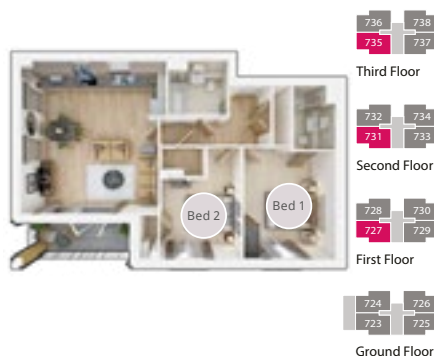 736 738
735 737
Third Floor
732 734
731 733
Second Floor
728 730
727 729
First Floor
724 726
723 725
Ground Floor
Bed 2
Bed 1